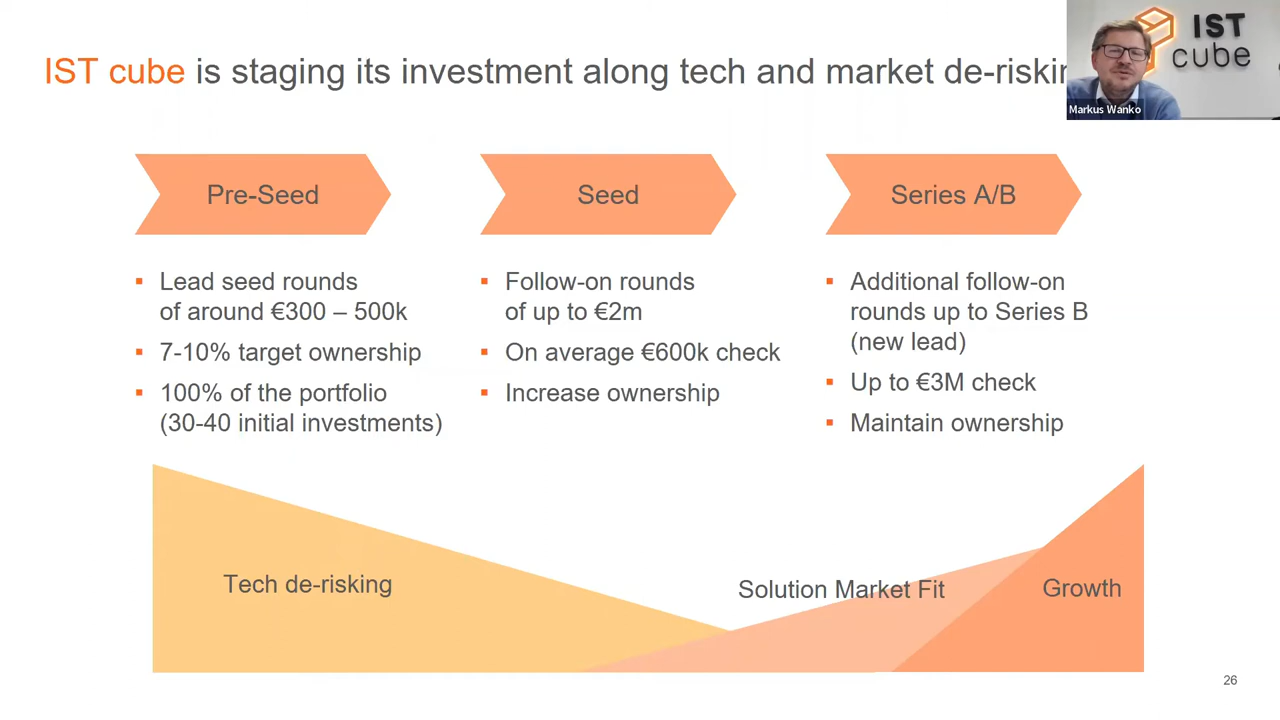 IST cube is staging its investment along tech and market de-riskin
IST
cube
Markus Wanko
Pre-Seed
Seed
Series A/B
▪ Lead seed rounds
of around €300 – 500k
▪ 7-10% target ownership
▪ 100% of the portfolio
(30-40 initial investments)
▪ Follow-on rounds
of up to €2m
▪ On average €600k check
▪ Increase ownership
▪ Additional follow-on
rounds up to Series B
(new lead)
▪ Up to €3M check
▪ Maintain ownership
Tech de-risking
Solution Market Fit
Growth
26